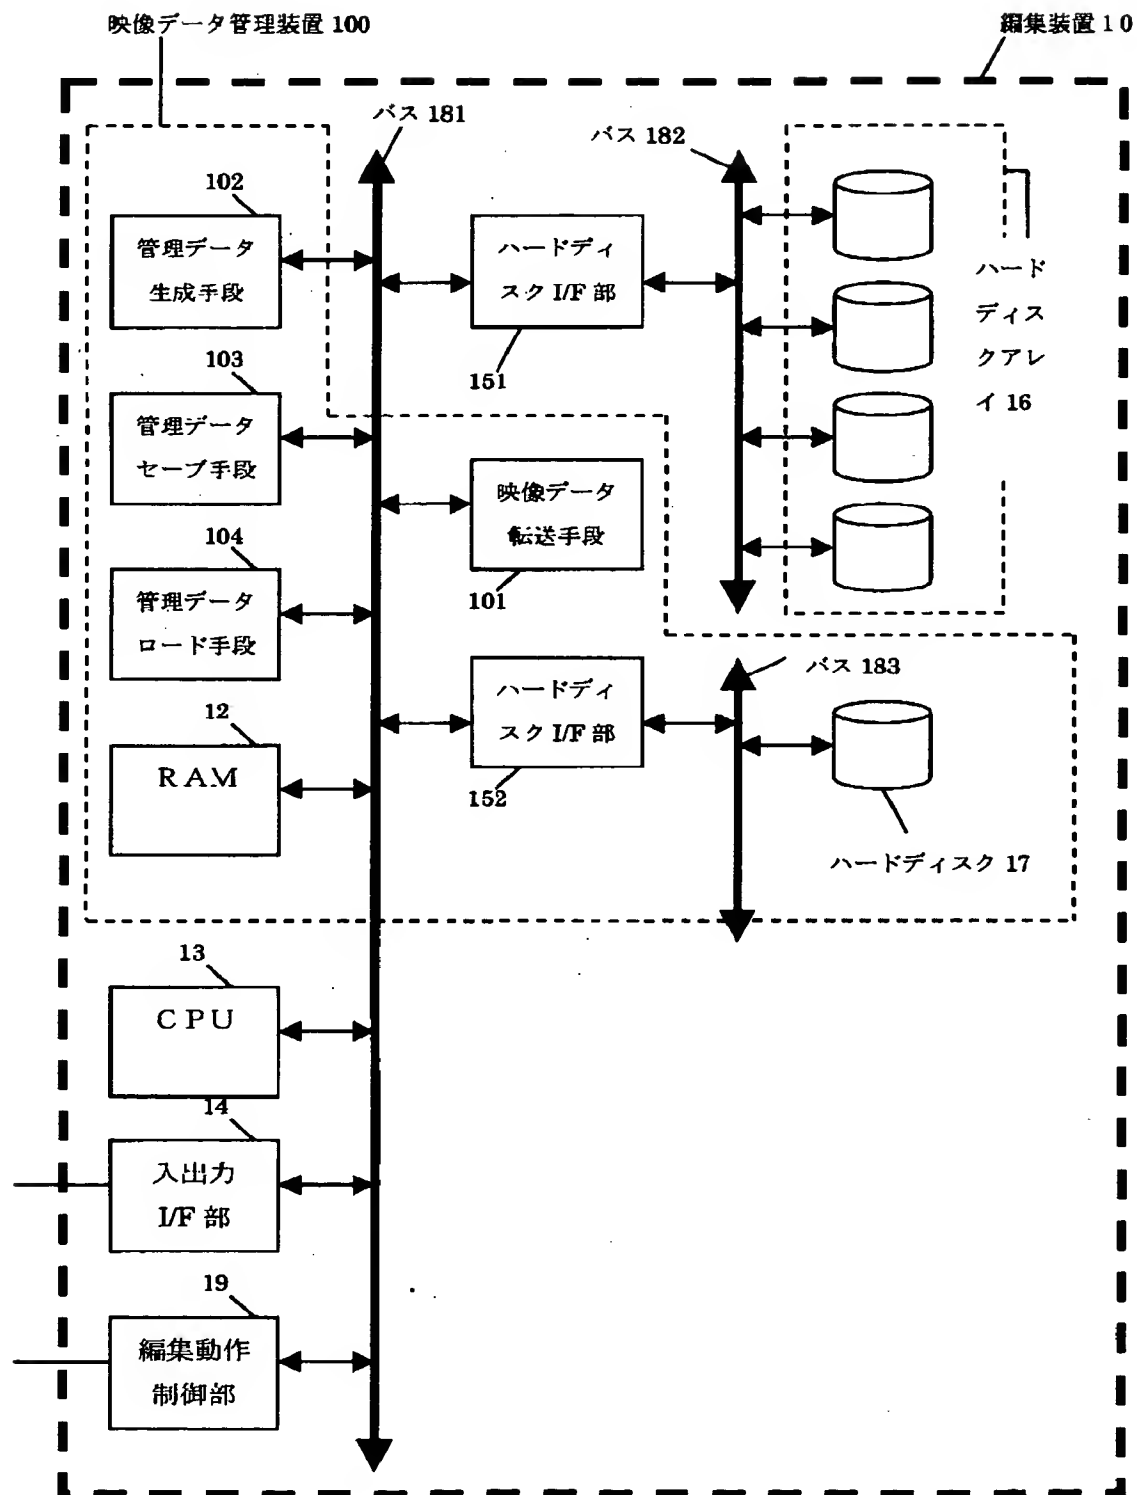 映像データ管理装置 100
編集装置 1 0
バス 181
バス 182
102
管理データ
生成手段
ハードディ
スク I/F 部
151
ハード
ディス
クアレ
イ 16
103
管理データ
セーブ手段
映像データ
転送手段
101
104
管理データ
ロード手段
ハードディ
スク I/F 部
152
バス 183
ハードディスク 17
12
RAM
13
CPU
14
入出力
I/F 部
19
編集動作
制御部